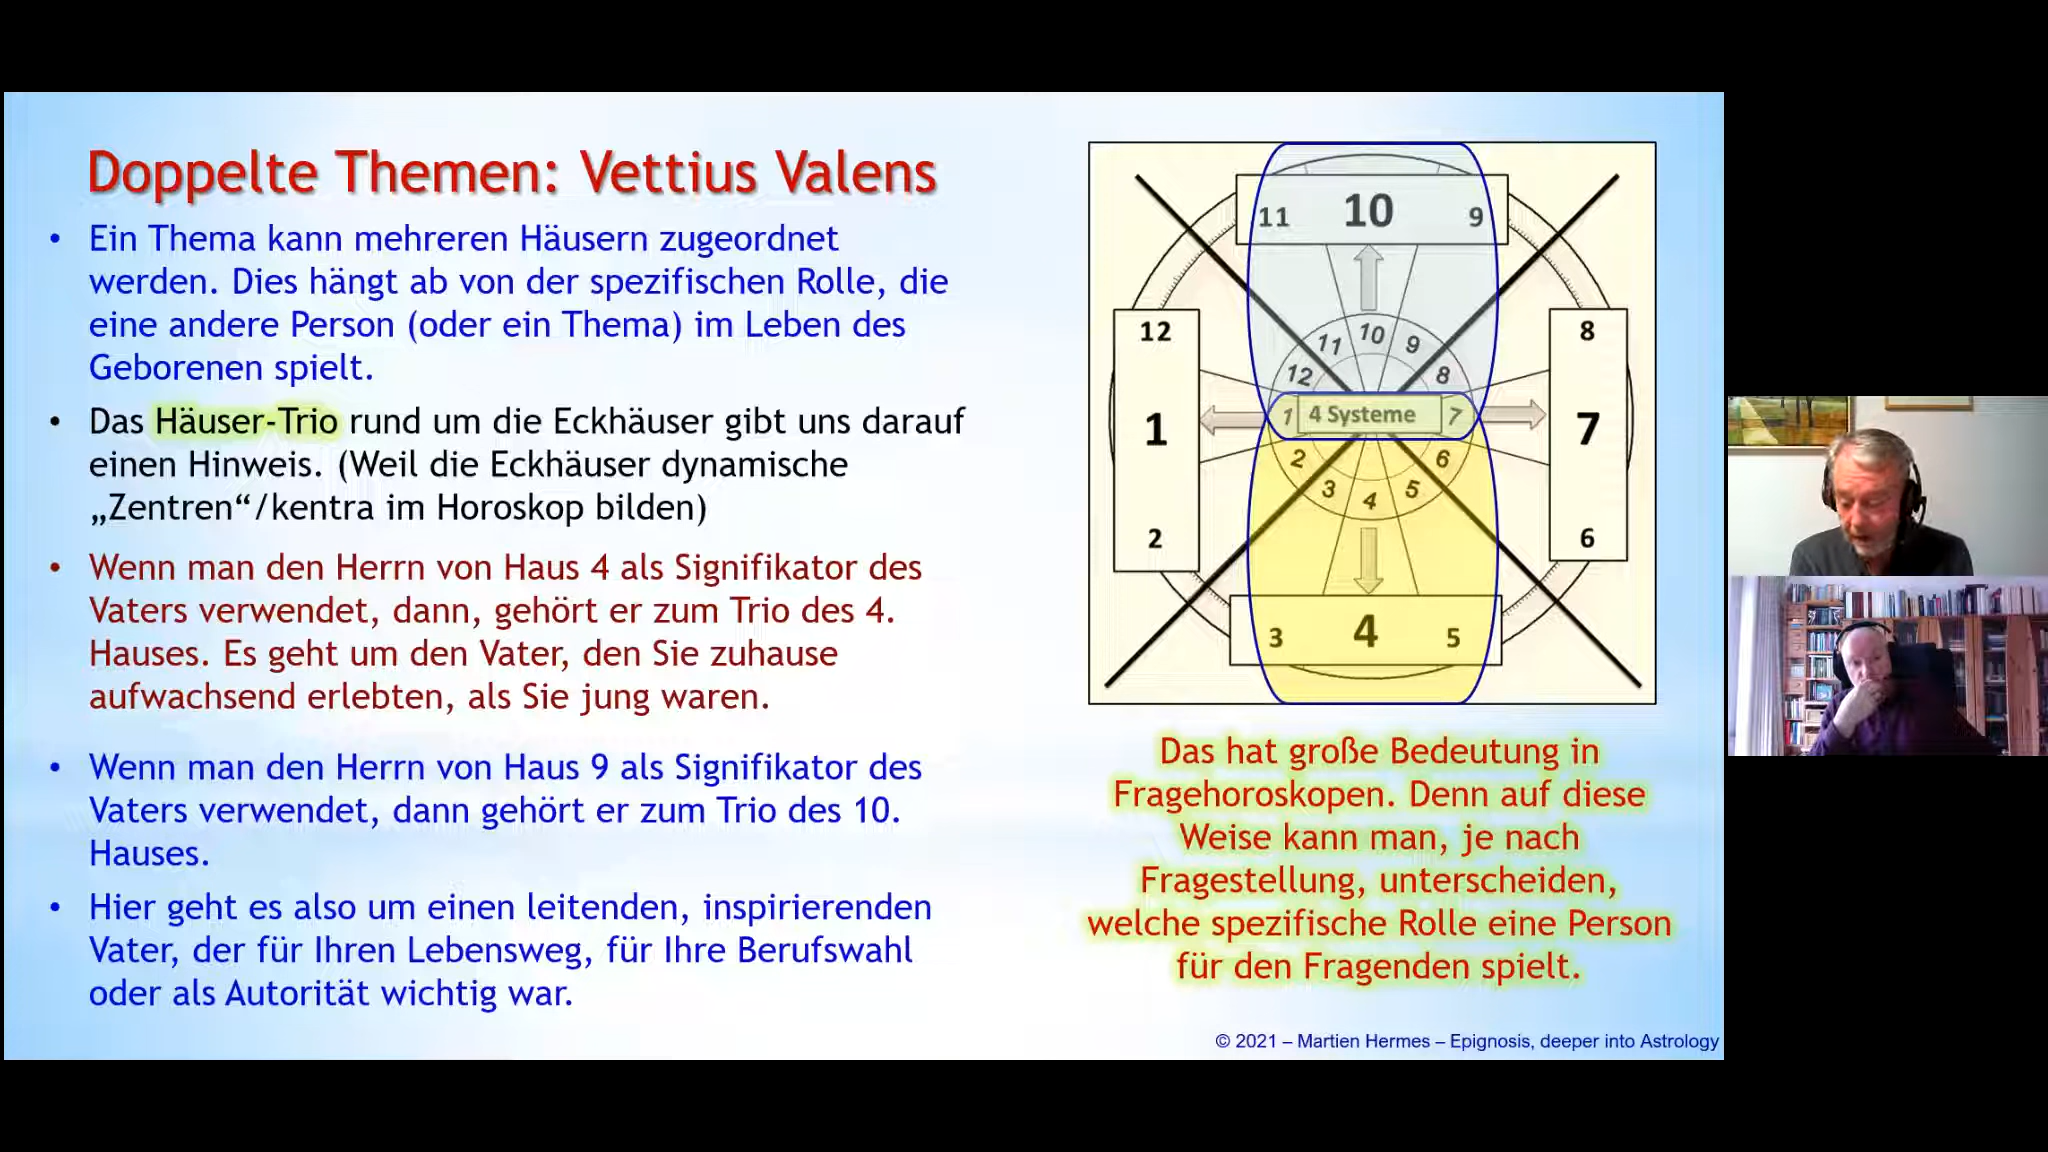 Doppelte Themen: Vettius Valens
• Ein Thema kann mehreren Häusern zugeordnet
werden. Dies hängt ab von der spezifischen Rolle, die
eine andere Person (oder ein Thema) im Leben des
Geborenen spielt.
• Das Häuser-Trio rund um die Eckhäuser gibt uns darauf
einen Hinweis. (Weil die Eckhäuser dynamische
„Zentren“/kentra im Horoskop bilden)
• Wenn man den Herrn von Haus 4 als Signifikator des
Vaters verwendet, dann, gehört er zum Trio des 4.
Hauses. Es geht um den Vater, den Sie zuhause
aufwachsend erlebten, als Sie jung waren.
• Wenn man den Herrn von Haus 9 als Signifikator des
Vaters verwendet, dann gehört er zum Trio des 10.
Hauses.
• Hier geht es also um einen leitenden, inspirierenden
Vater, der für Ihren Lebensweg, für Ihre Berufswahl
oder als Autorität wichtig war.
11 10 9
12
1
2
8
7
6
12 11 10 9 8
1 4 Systeme 7
2 3 4 5 6
3 4 5
Das hat große Bedeutung in
Fragehoroskopen. Denn auf diese
Weise kann man, je nach
Fragestellung, unterscheiden,
welche spezifische Rolle eine Person
für den Fragenden spielt.
© 2021 – Martien Hermes – Epignosis, deeper into Astrology